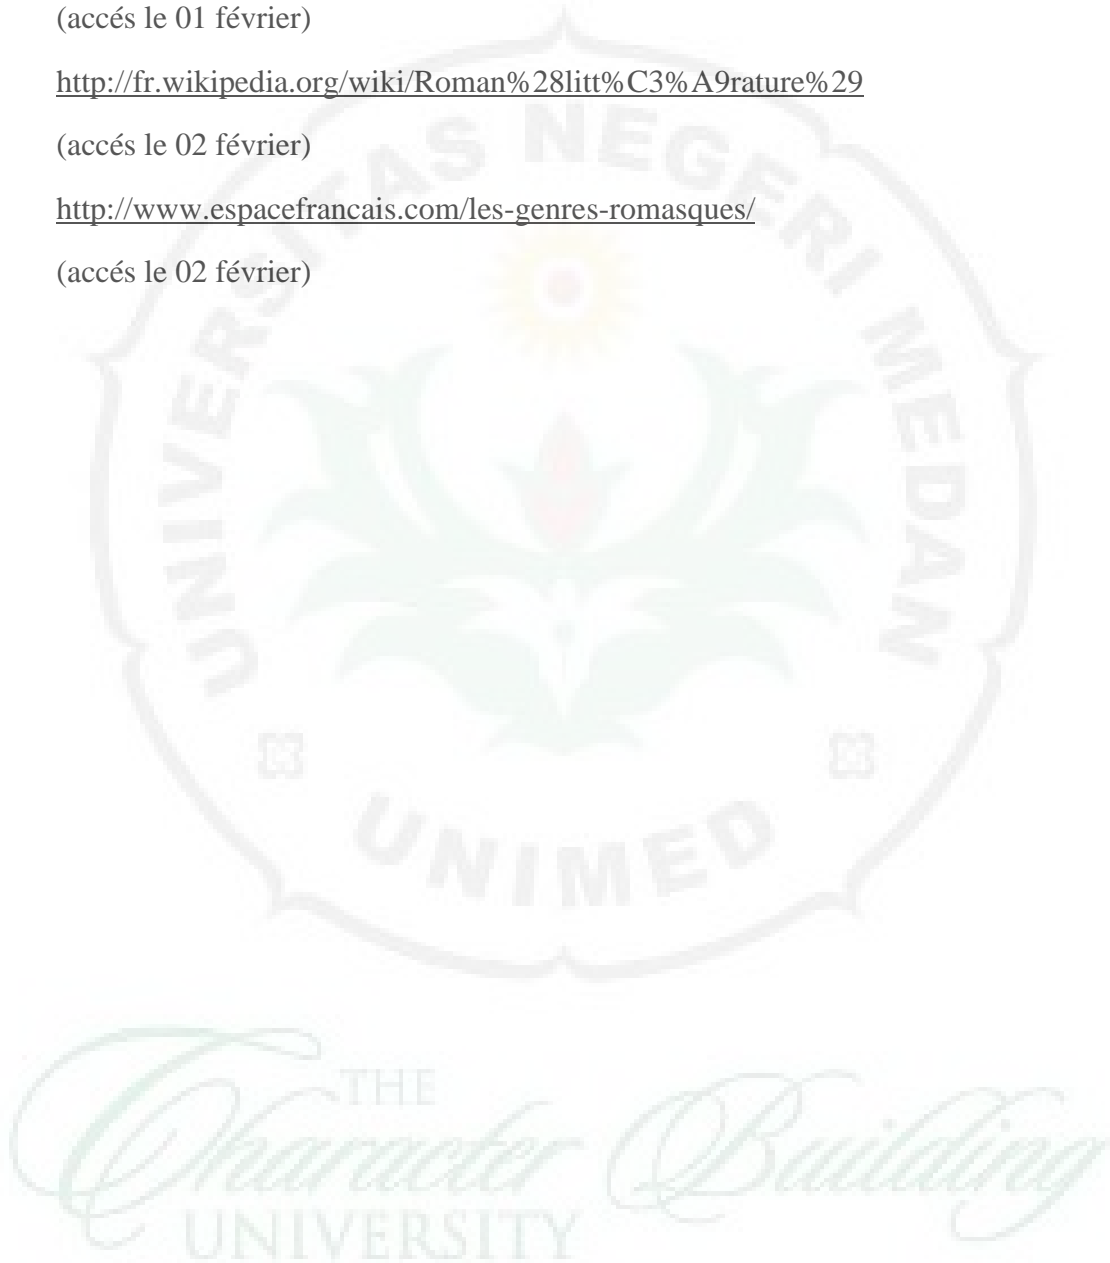 (accés le 01 février)
http://fr.wikipedia.org/wiki/Roman%28litt%C3%A9rature%29
(accés le 02 février)
http://www.espacefrancais.com/les-genres-romasques/
(accés le 02 février)
UNIVERSITAS NEGERI MEDAN
UNIMED
THE
Character Building
UNIVERSITY